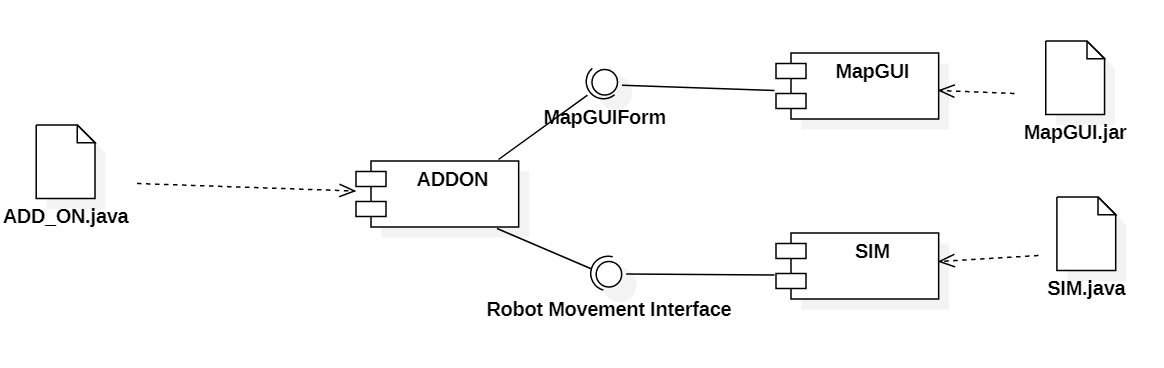 MapGUI
MapGUIForm
MapGUI.jar
ADDON
ADD_ON.java
SIM
SIM.java
Robot Movement Interface